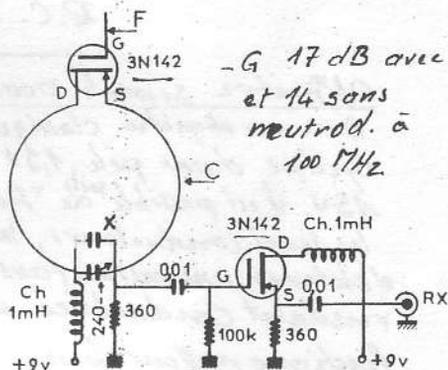 F
G
3N142
D
S
- G 17 dB avec
et 14 sans
neutrod. à
100 MHz
C
X
3N142
Ch. 1mH
D
0,01
G
S
0,01
RX
Ch
1mH
240
360
100k
360
+9v
+9v